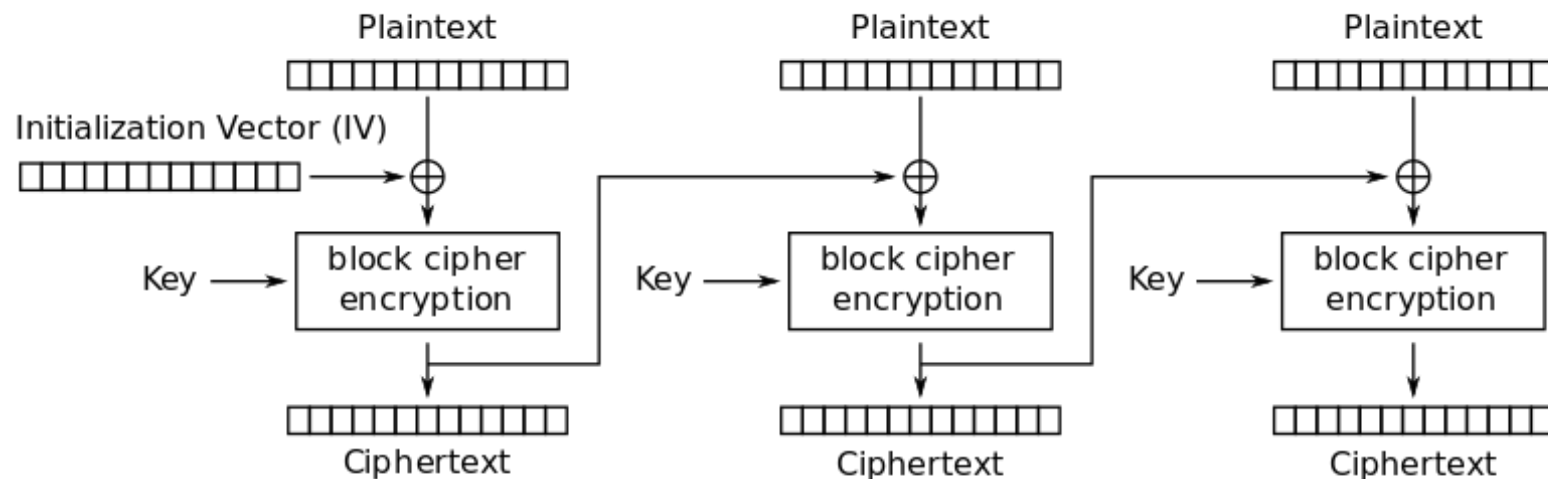 Plaintext
Plaintext
Plaintext
Initialization Vector (IV)
Key
block cipher
encryption
Key
block cipher
encryption
Key
block cipher
encryption
Ciphertext
Ciphertext
Ciphertext